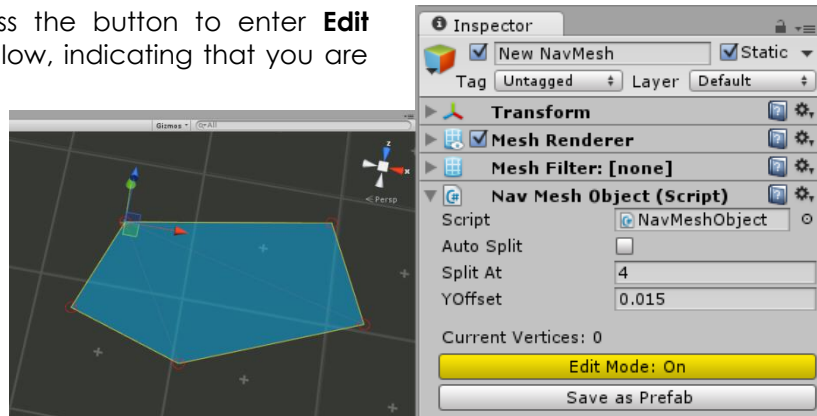 ss the button to enter Edit
low, indicating that you are
Gizmos
All
z
x
Persp
Inspector
New NavMesh
Static
Tag Untagged Layer Default
Transform
Mesh Renderer
Mesh Filter: [none]
Nav Mesh Object (Script)
Script NavMeshObject
Auto Split
Split At 4
YOffset 0.015
Current Vertices: 0
Edit Mode: On
Save as Prefab